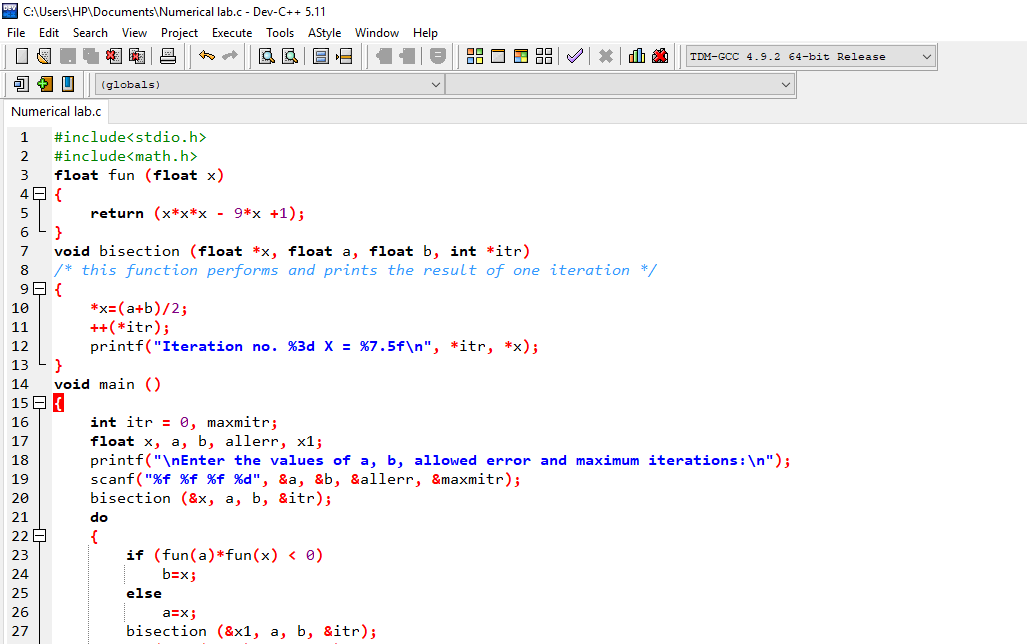 C:\Users\HP\Documents\Numerical lab.c - Dev-C++ 5.11
File Edit Search View Project Execute Tools AStyle Window Help
TDM-GCC 4.9.2 64-bit Release
(globals)
Numerical lab.c
1 #include<stdio.h>
2 #include<math.h>
3 float fun (float x)
4 {
5 return (x*x*x - 9*x +1);
6 }
7 void bisection (float *x, float a, float b, int *itr)
8 /* this function performs and prints the result of one iteration */
9 {
10 *x=(a+b)/2;
11 ++(*itr);
12 printf("Iteration no. %3d X = %7.5f\n", *itr, *x);
13 }
14 void main ()
15 {
16 int itr = 0, maxmitr;
17 float x, a, b, allerr, x1;
18 printf("\nEnter the values of a, b, allowed error and maximum iterations:\n");
19 scanf("%f %f %f %d", &a, &b, &allerr, &maxmitr);
20 bisection (&x, a, b, &itr);
21 do
22 {
23 if (fun(a)*fun(x) < 0)
24 b=x;
25 else
26 a=x;
27 bisection (&x1, a, b, &itr);